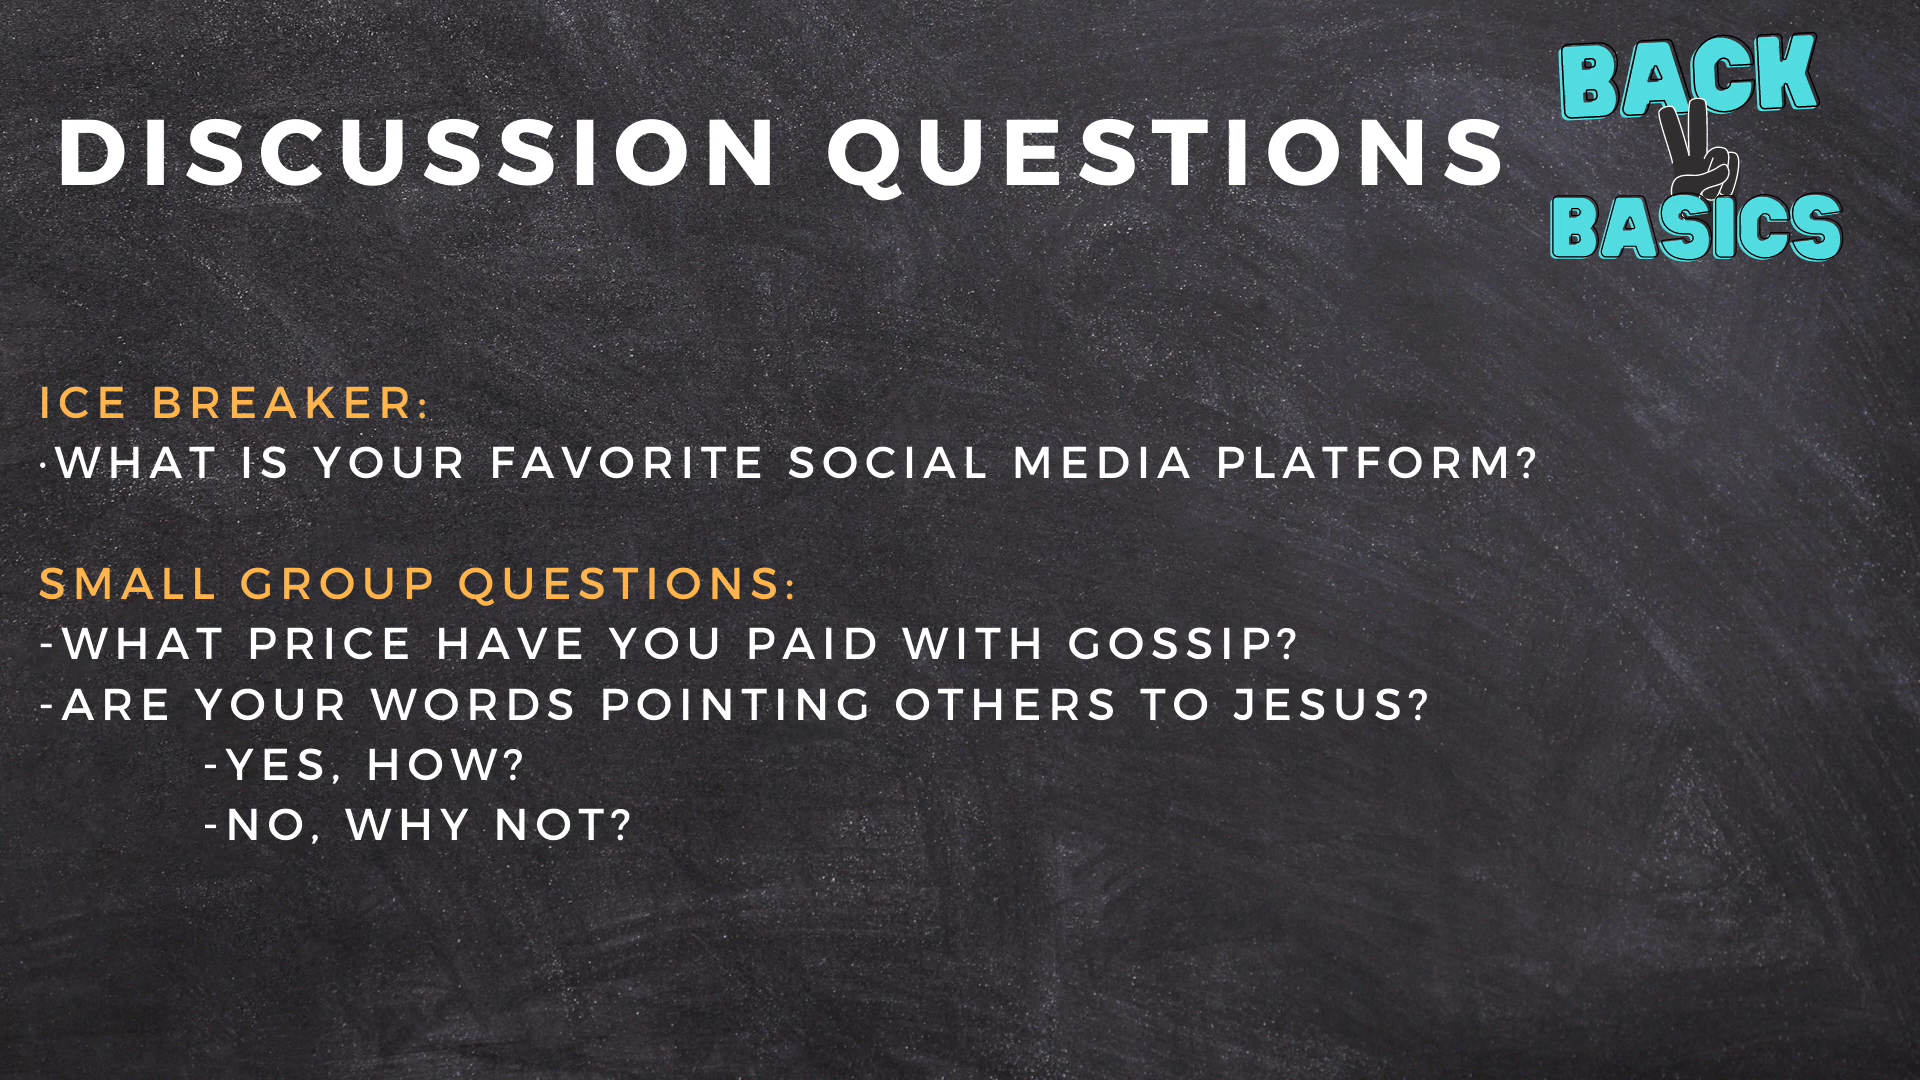 DISCUSSION QUESTIONS
BACK
BASICS
ICE BREAKER:
·WHAT IS YOUR FAVORITE SOCIAL MEDIA PLATFORM?
SMALL GROUP QUESTIONS:
-WHAT PRICE HAVE YOU PAID WITH GOSSIP?
-ARE YOUR WORDS POINTING OTHERS TO JESUS?
-YES, HOW?
-NO, WHY NOT?